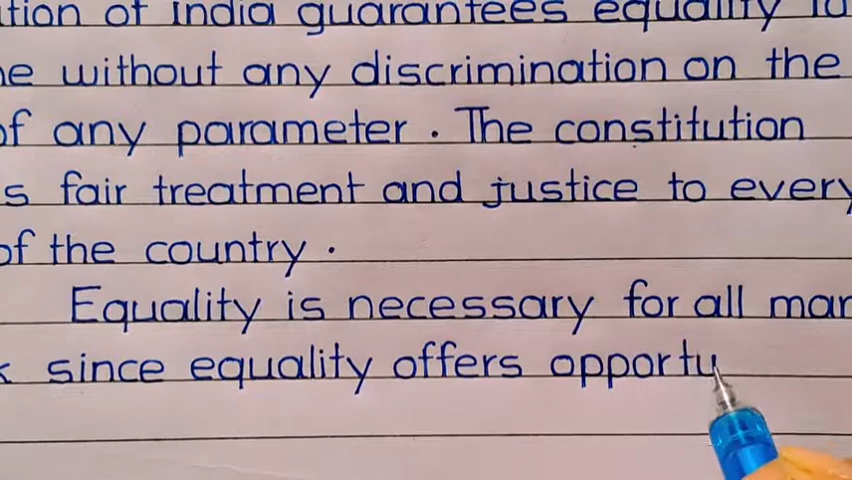 tion of India guarantees equality to
without any discrimination on the
of any parameter. The constitution
s fair treatment and justice to every
of the country.
Equality is necessary for all man
k since equality offers opportu